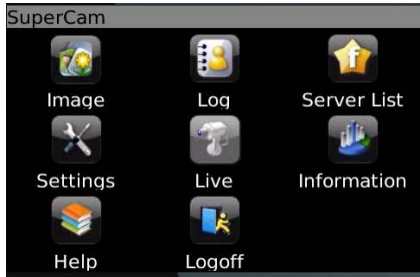 SuperCam
Image Log Server List
Settings Live Information
Help Logoff